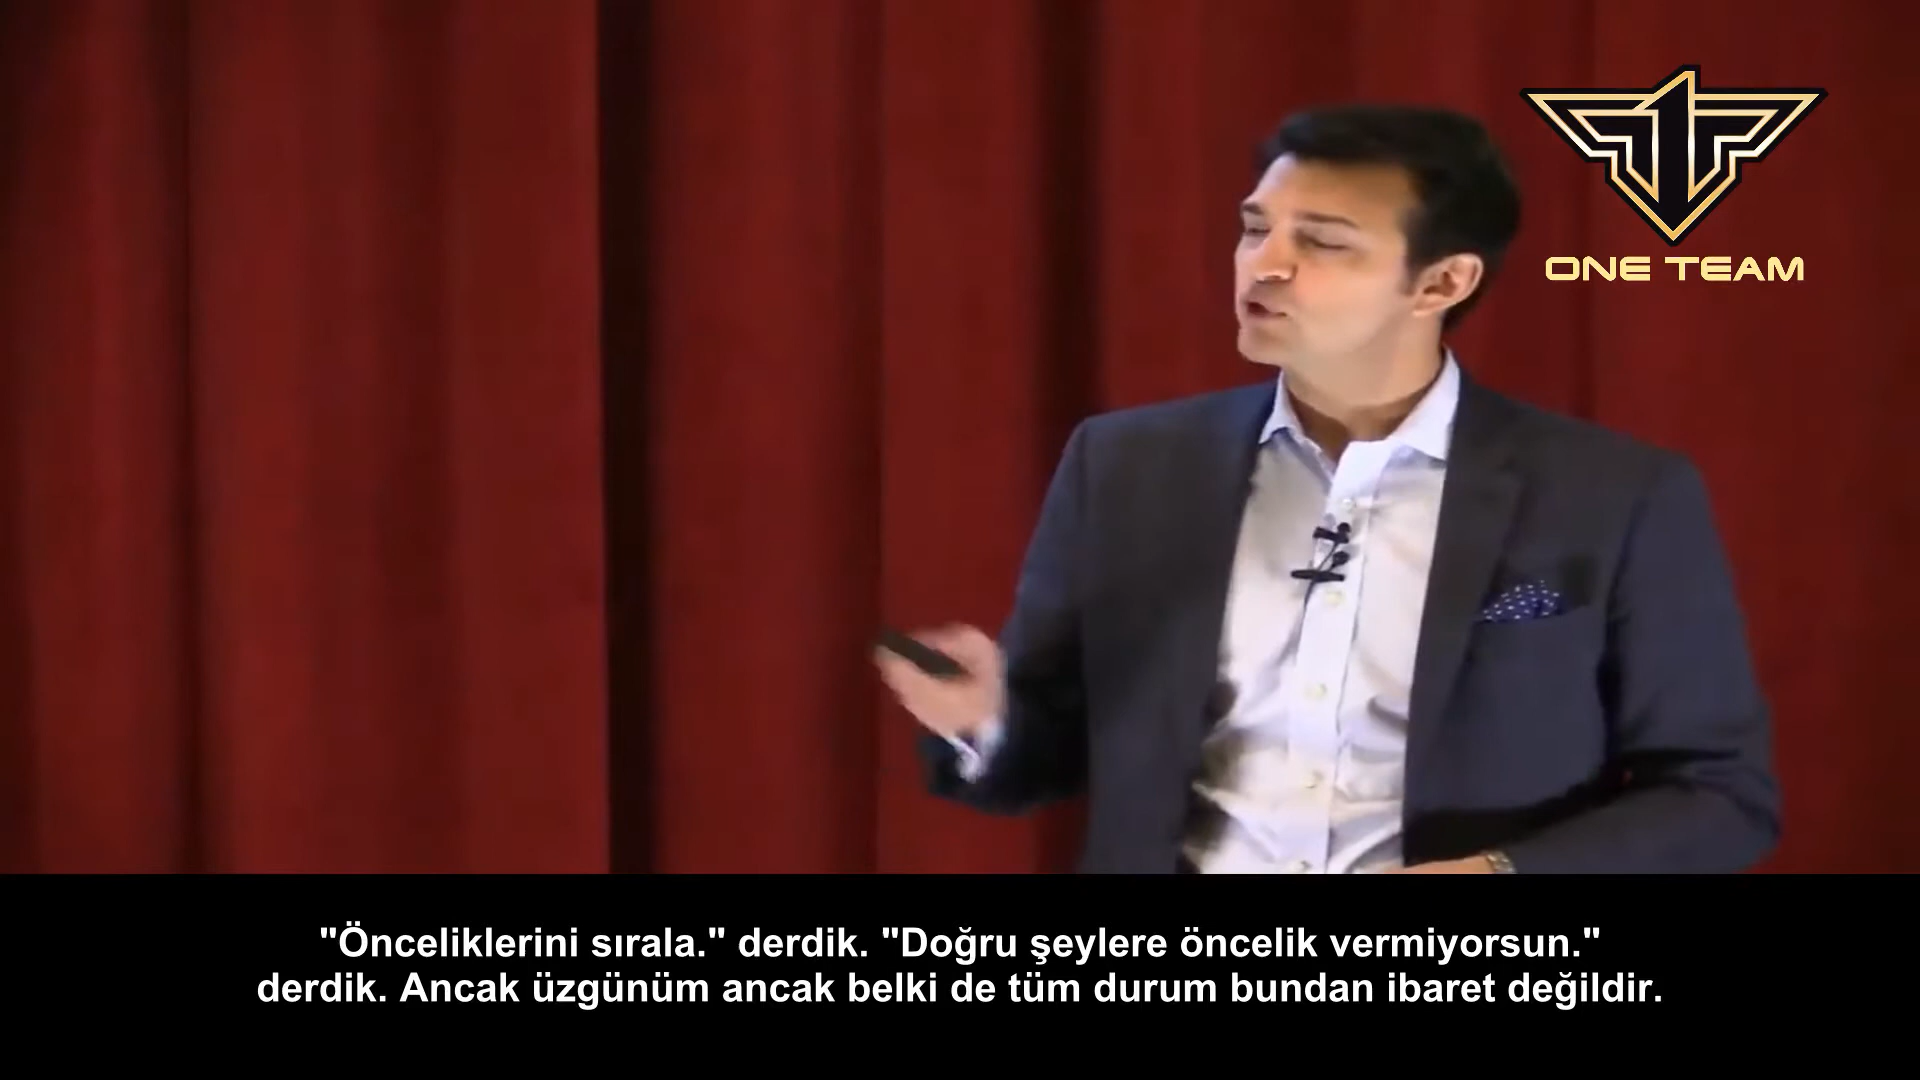 ONE TEAM
"Önceliklerini sırala." derdik. "Doğru şeylere öncelik vermiyorsun."
derdik. Ancak üzgünüm ancak belki de tüm durum bundan ibaret değildir.